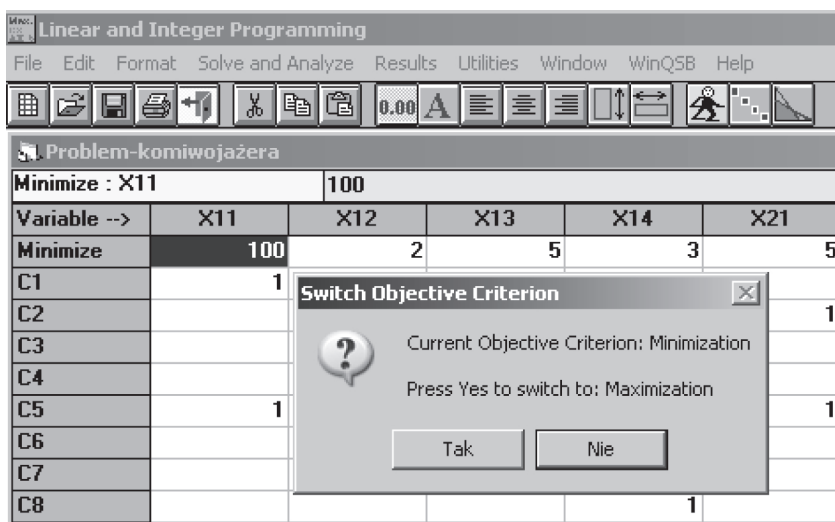 Linear and Integer Programming
File Edit Format Solve and Analyze Results Utilities Window WinQSB Help
0.00 A
Problem-komiwojażera
Minimize : X11 100
Variable --> X11 X12 X13 X14 X21
Minimize 100 2 5 3 5
C1 1
C2 1
C3
C4
C5 1 1
C6
C7
C8 1
Switch Objective Criterion
Current Objective Criterion: Minimization
Press Yes to switch to: Maximization
Tak Nie